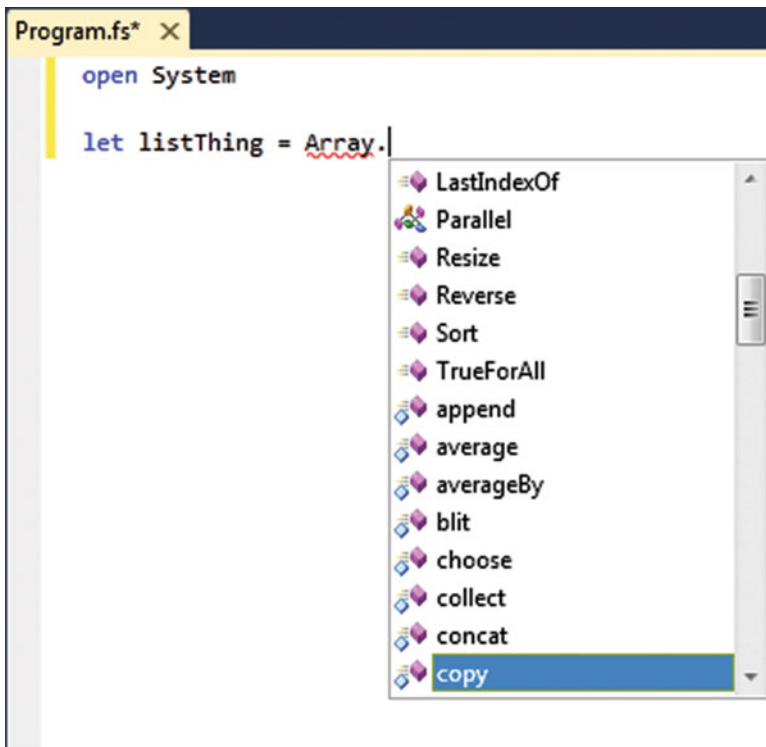 Program.fs*
open System
let listThing = Array.
LastIndexOf
Parallel
Resize
Reverse
Sort
TrueForAll
append
average
averageBy
blit
choose
collect
concat
copy